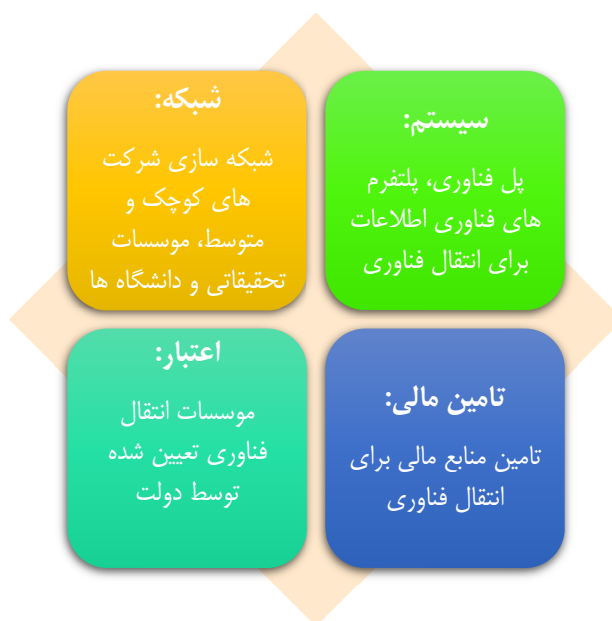 سیستم:
پل فناوری، پلتفرم
های فناوری اطلاعات
برای انتقال فناوری
شبکه:
شبکه سازی شرکت
های کوچک و
متوسط، موسسات
تحقیقاتی و دانشگاه ها
تامین مالی:
تامین منابع مالی برای
انتقال فناوری
اعتبار:
موسسات انتقال
فناوری تعیین شده
توسط دولت